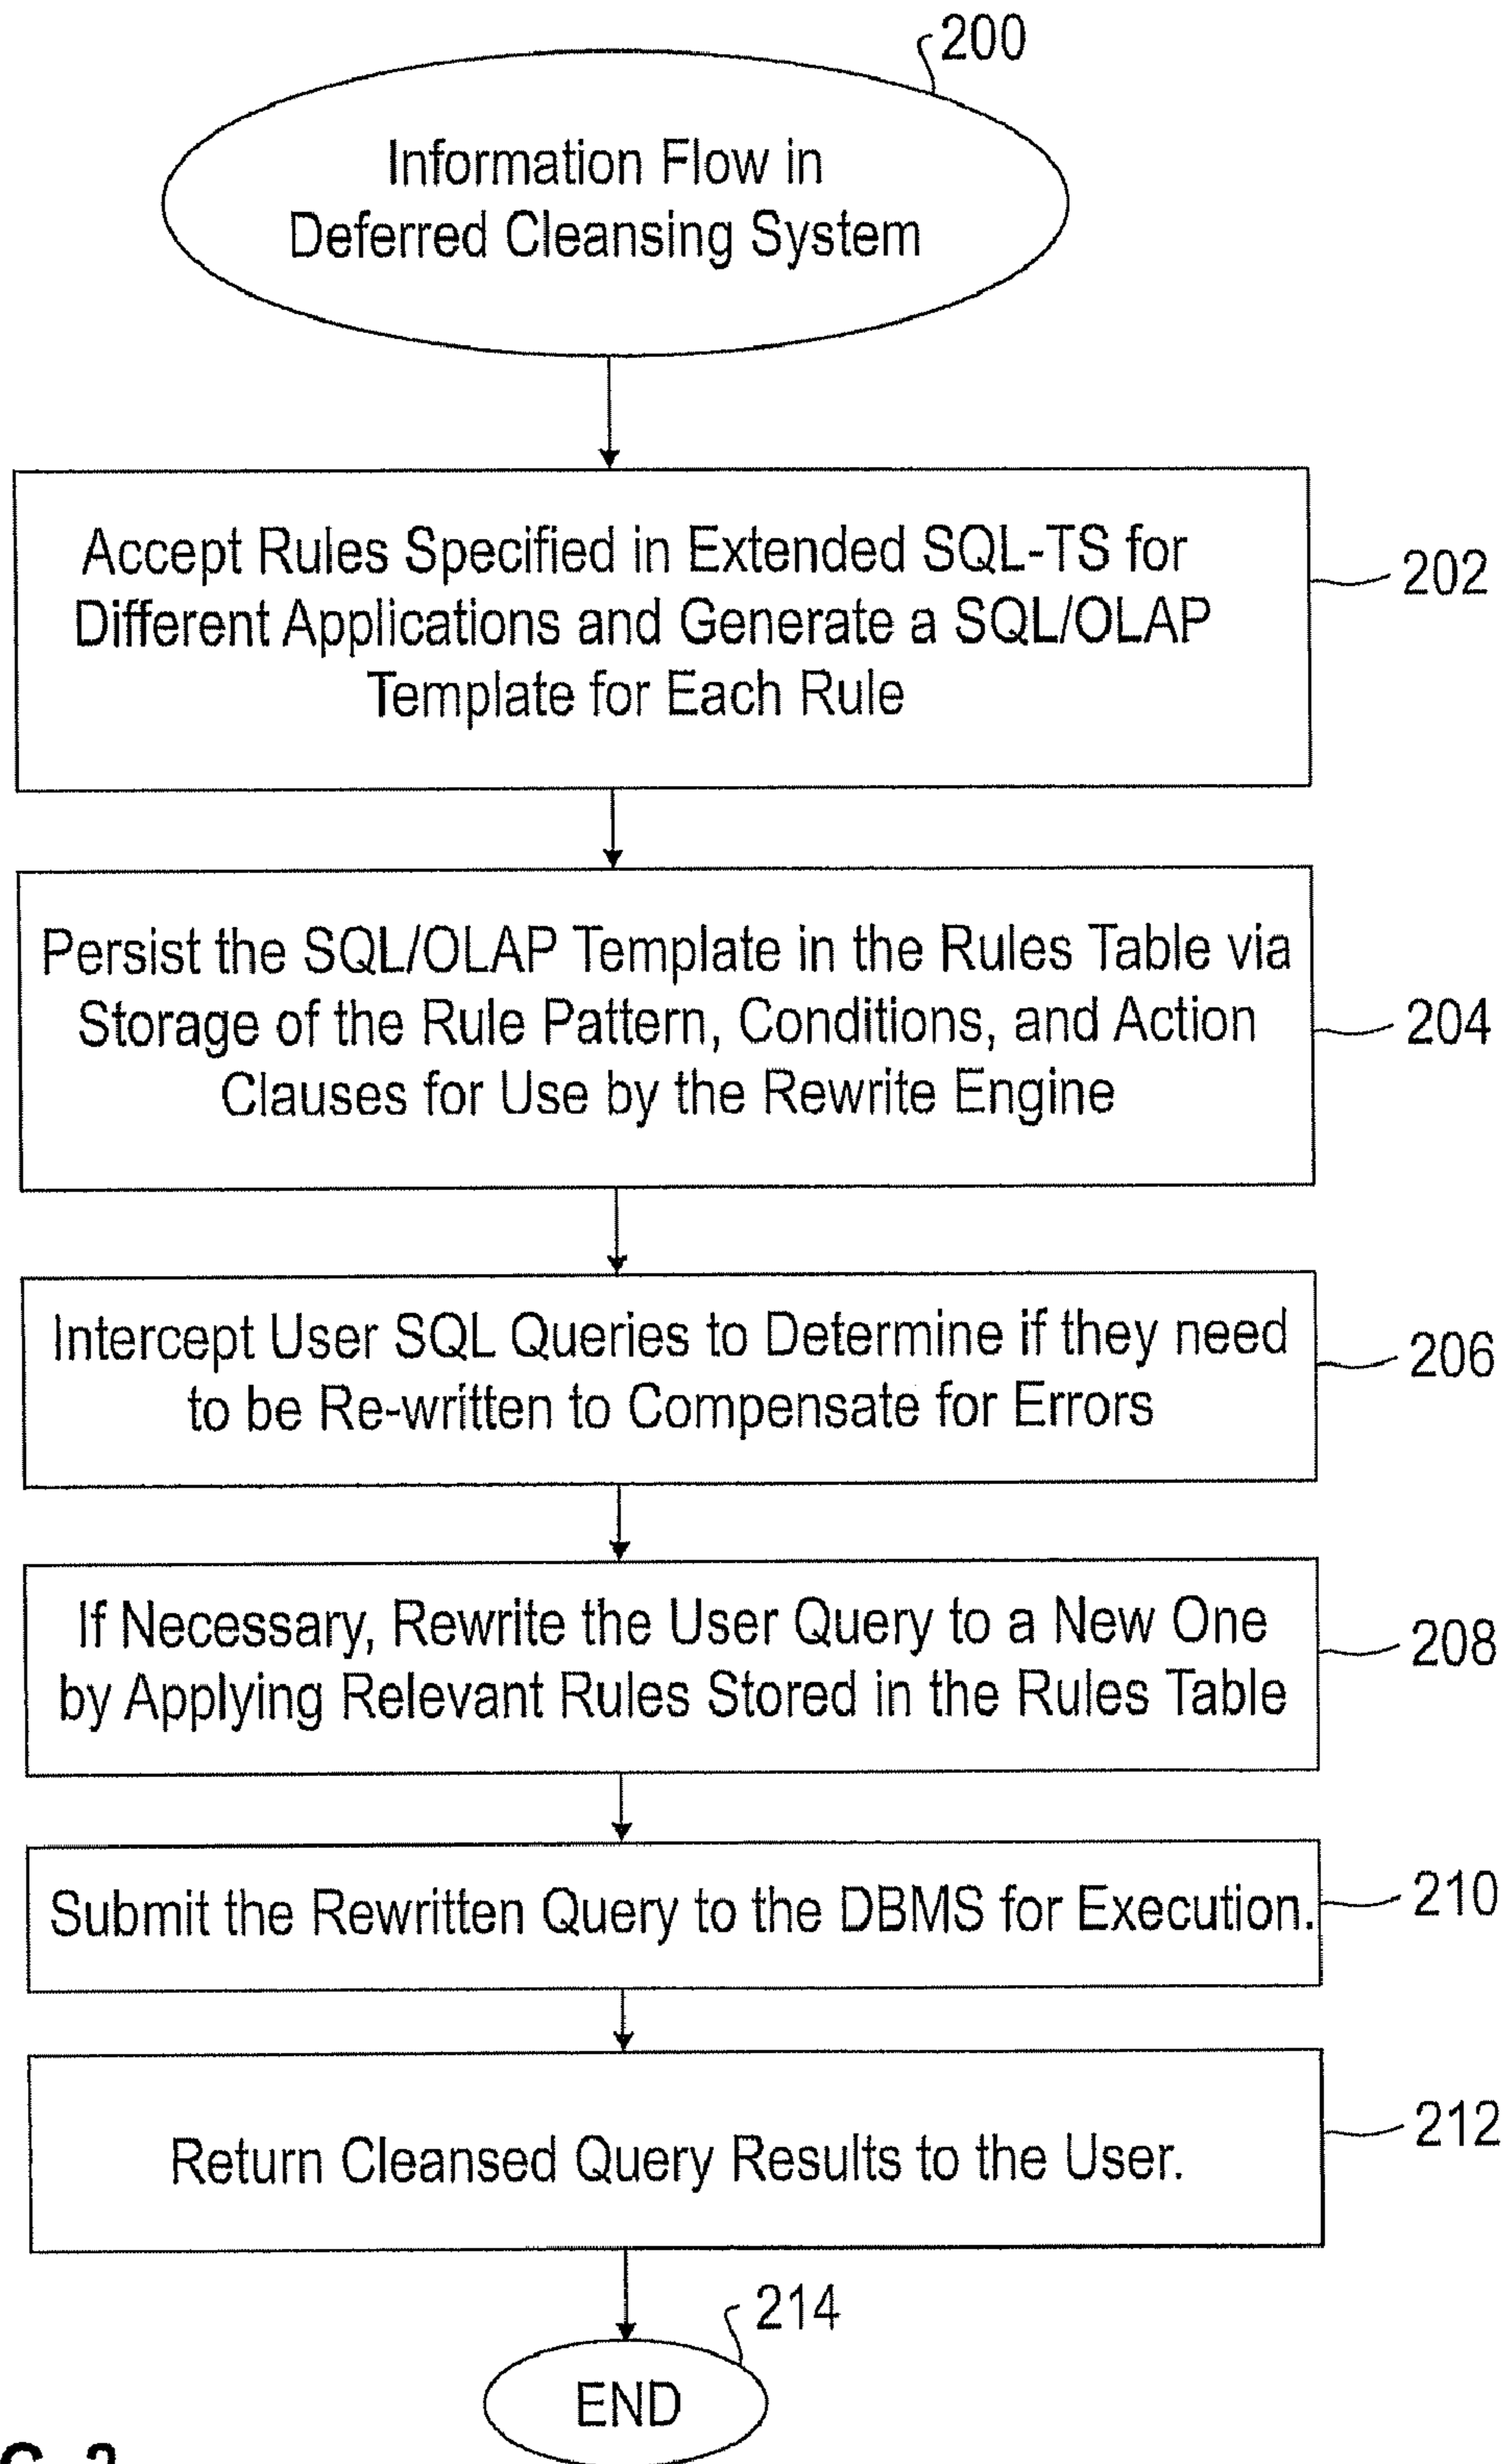 200
Information Flow in
Deferred Cleansing System
Accept Rules Specified in Extended SQL-TS for
Different Applications and Generate a SQL/OLAP
Template for Each Rule
202
Persist the SQL/OLAP Template in the Rules Table via
Storage of the Rule Pattern, Conditions, and Action
Clauses for Use by the Rewrite Engine
204
Intercept User SQL Queries to Determine if they need
to be Re-written to Compensate for Errors
206
If Necessary, Rewrite the User Query to a New One
by Applying Relevant Rules Stored in the Rules Table
208
Submit the Rewritten Query to the DBMS for Execution.
210
Return Cleansed Query Results to the User.
212
214
END